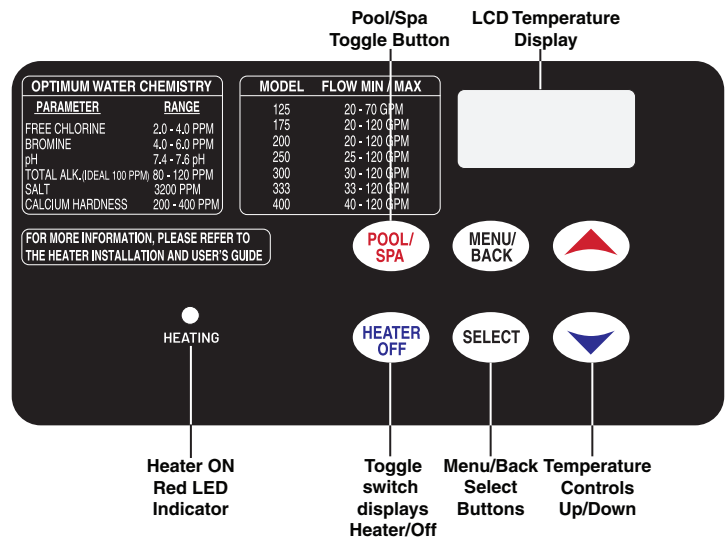 Pool/Spa
Toggle Button
LCD Temperature
Display
OPTIMUM WATER CHEMISTRY
PARAMETER RANGE
FREE CHLORINE 2.0 - 4.0 PPM
BROMINE 4.0 - 6.0 PPM
pH 7.4 - 7.6 pH
TOTAL ALK.(IDEAL 100 PPM) 80 - 120 PPM
SALT 3200 PPM
CALCIUM HARDNESS 200 - 400 PPM
MODEL FLOW MIN / MAX
125 20 - 70 GPM
175 20 - 120 GPM
200 20 - 120 GPM
250 25 - 120 GPM
300 30 - 120 GPM
333 33 - 120 GPM
400 40 - 120 GPM
FOR MORE INFORMATION, PLEASE REFER TO
THE HEATER INSTALLATION AND USER'S GUIDE
POOL/
SPA
MENU/
BACK
HEATING
HEATER
OFF
SELECT
Heater ON
Red LED
Indicator
Toggle
switch
displays
Heater/Off
Menu/Back
Select
Buttons
Temperature
Controls
Up/Down